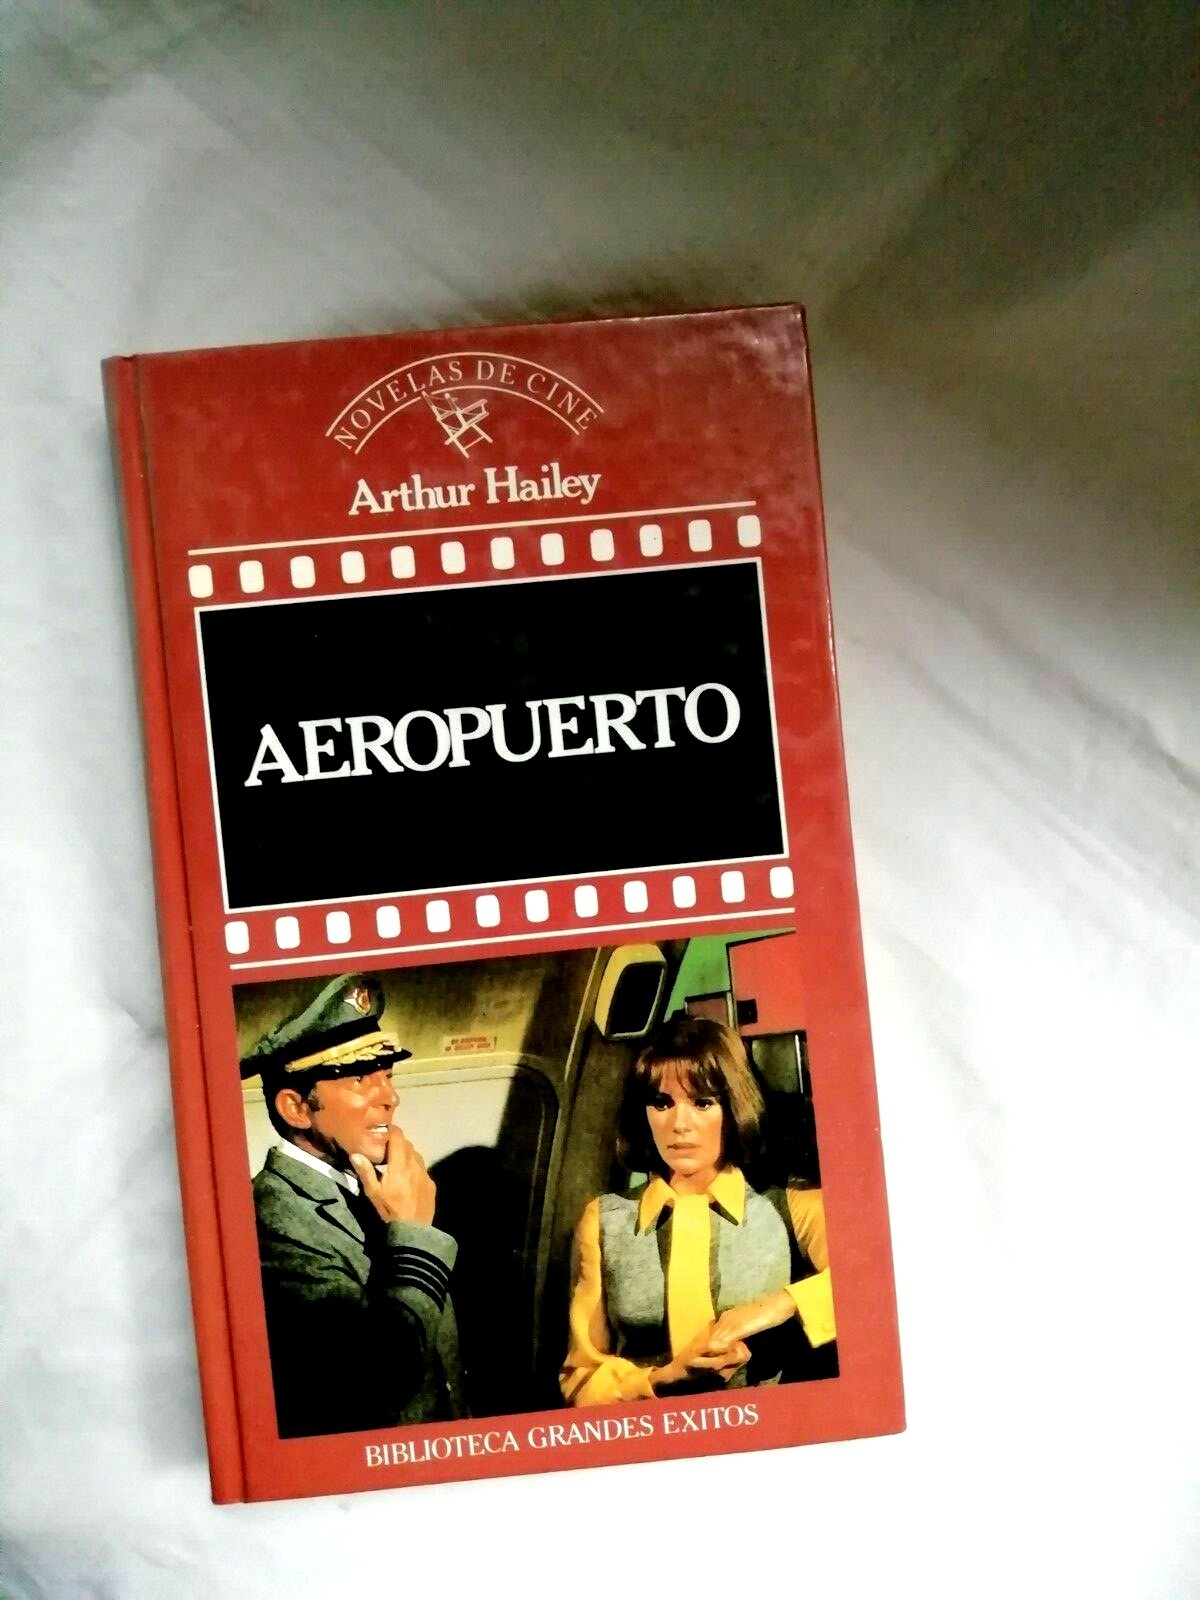 NOVELAS DE CINE
Arthur Hailey
AEROPUERTO
BIBLIOTECA GRANDES EXITOS